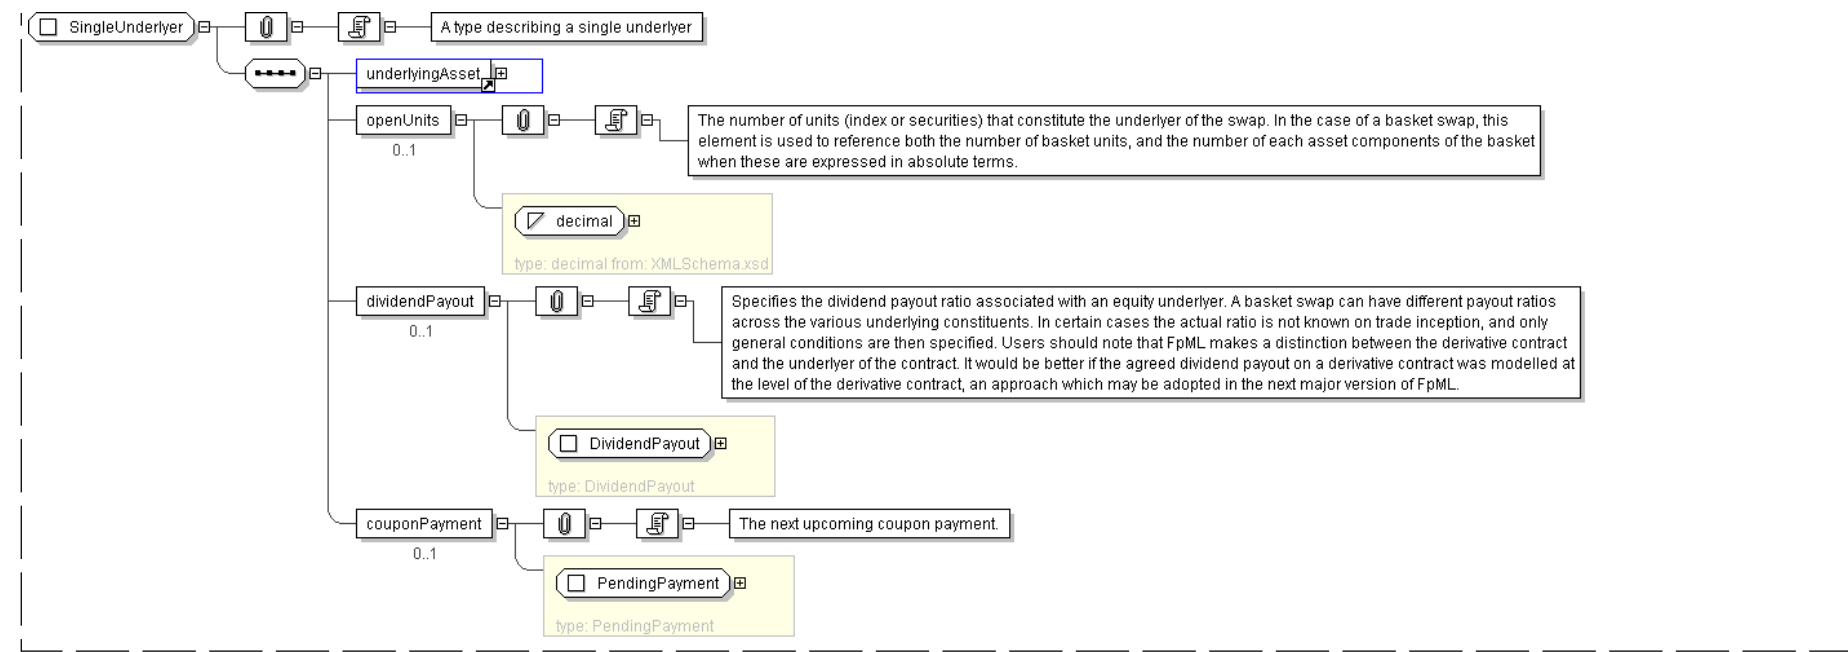 SingleUnderlyer
A type describing a single underlyer
underlyingAsset
openUnits
0..1
The number of units (index or securities) that constitute the underlyer of the swap. In the case of a basket swap, this
element is used to reference both the number of basket units, and the number of each asset components of the basket
when these are expressed in absolute terms.
decimal
type: decimal from: XMLSchema.xsd
dividendPayout
0..1
Specifies the dividend payout ratio associated with an equity underlyer. A basket swap can have different payout ratios
across the various underlying constituents. In certain cases the actual ratio is not known on trade inception, and only
general conditions are then specified. Users should note that FpML makes a distinction between the derivative contract
and the underlyer of the contract. It would be better if the agreed dividend payout on a derivative contract was modelled at
the level of the derivative contract, an approach which may be adopted in the next major version of FpML.
DividendPayout
type: DividendPayout
couponPayment
0..1
The next upcoming coupon payment.
PendingPayment
type: PendingPayment